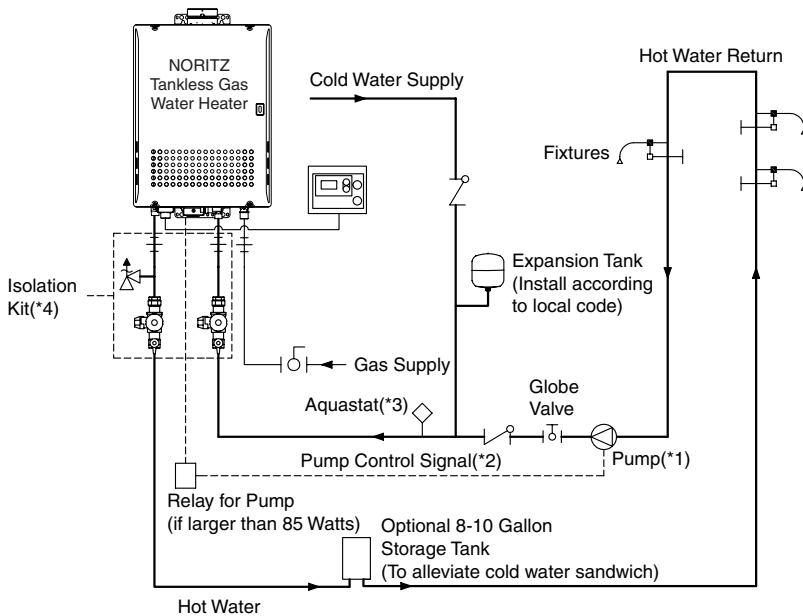 NORITZ
Tankless Gas
Water Heater
Cold Water Supply
Hot Water Return
Fixtures
Isolation
Kit(*4)
Expansion Tank
(Install according
to local code)
Gas Supply
Aquastat(*3)
Globe
Valve
Pump Control Signal(*2)
Pump(*1)
Relay for Pump
(if larger than 85 Watts)
Optional 8-10 Gallon
Storage Tank
(To alleviate cold water sandwich)
Hot Water